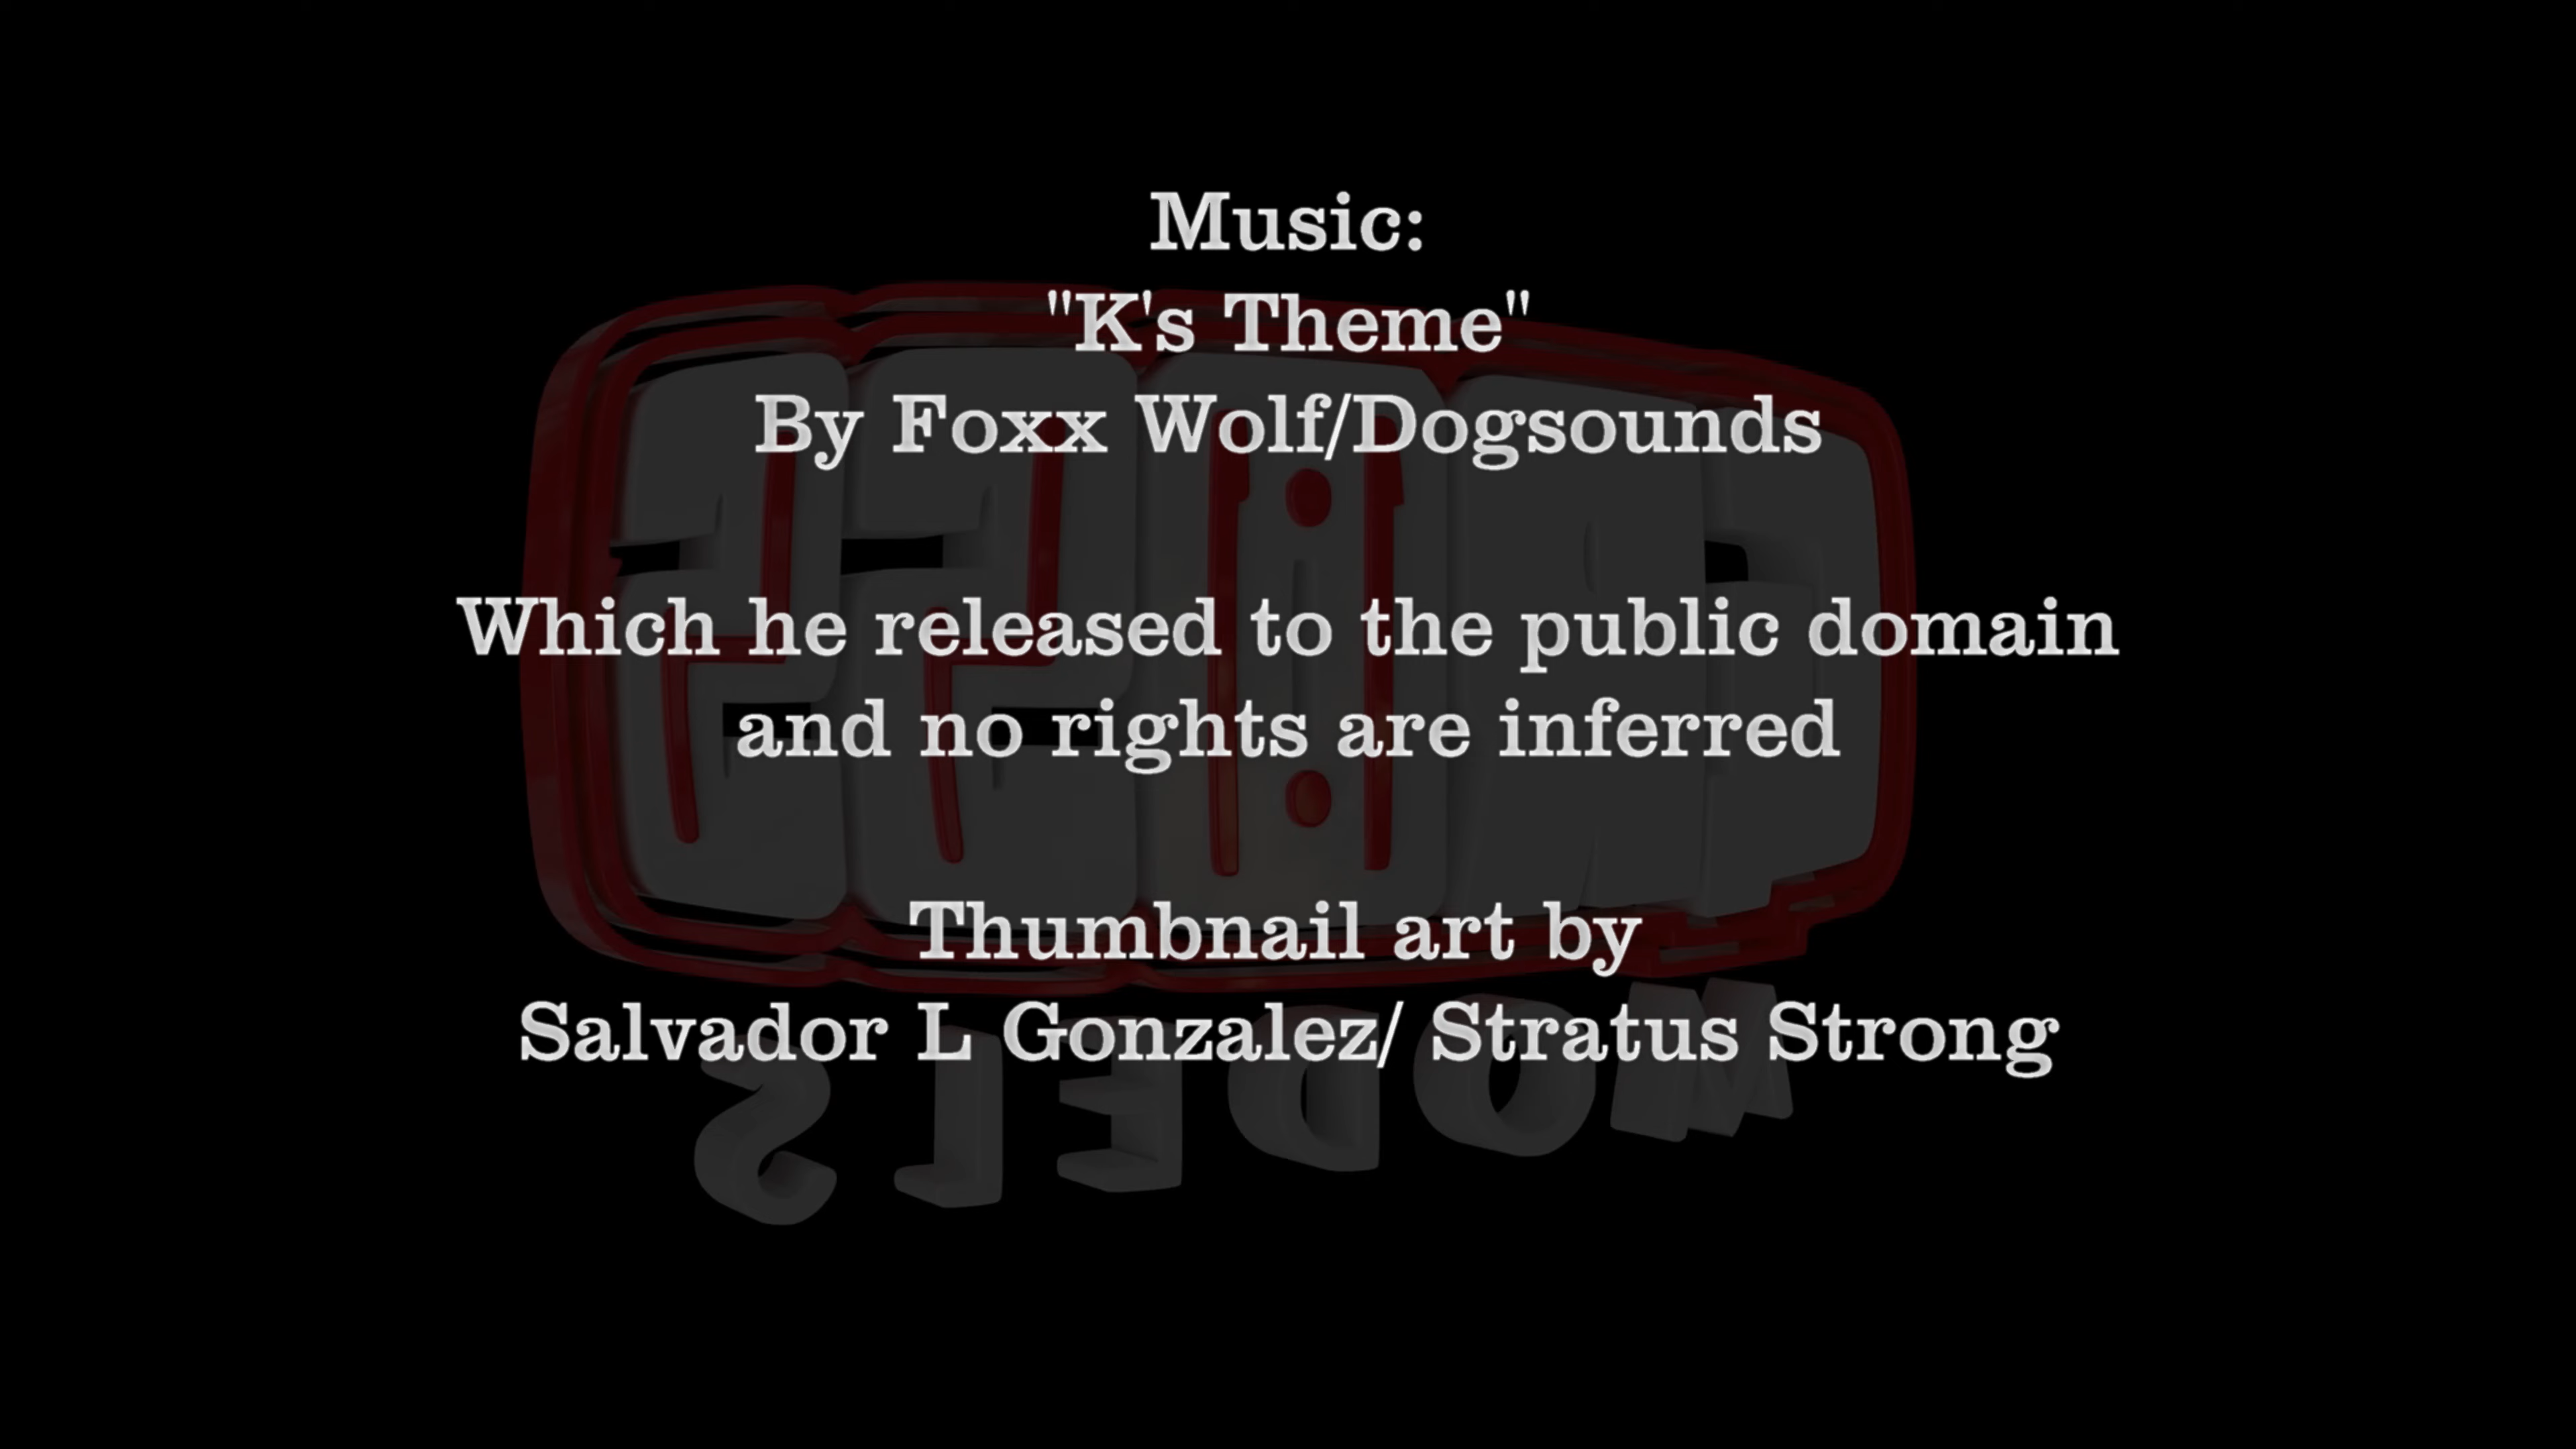 Music:
"K's Theme"
By Foxx Wolf/Dogsounds
Which he released to the public domain
and no rights are inferred
Thumbnail art by
Salvador L Gonzalez/ Stratus Strong
MODELS